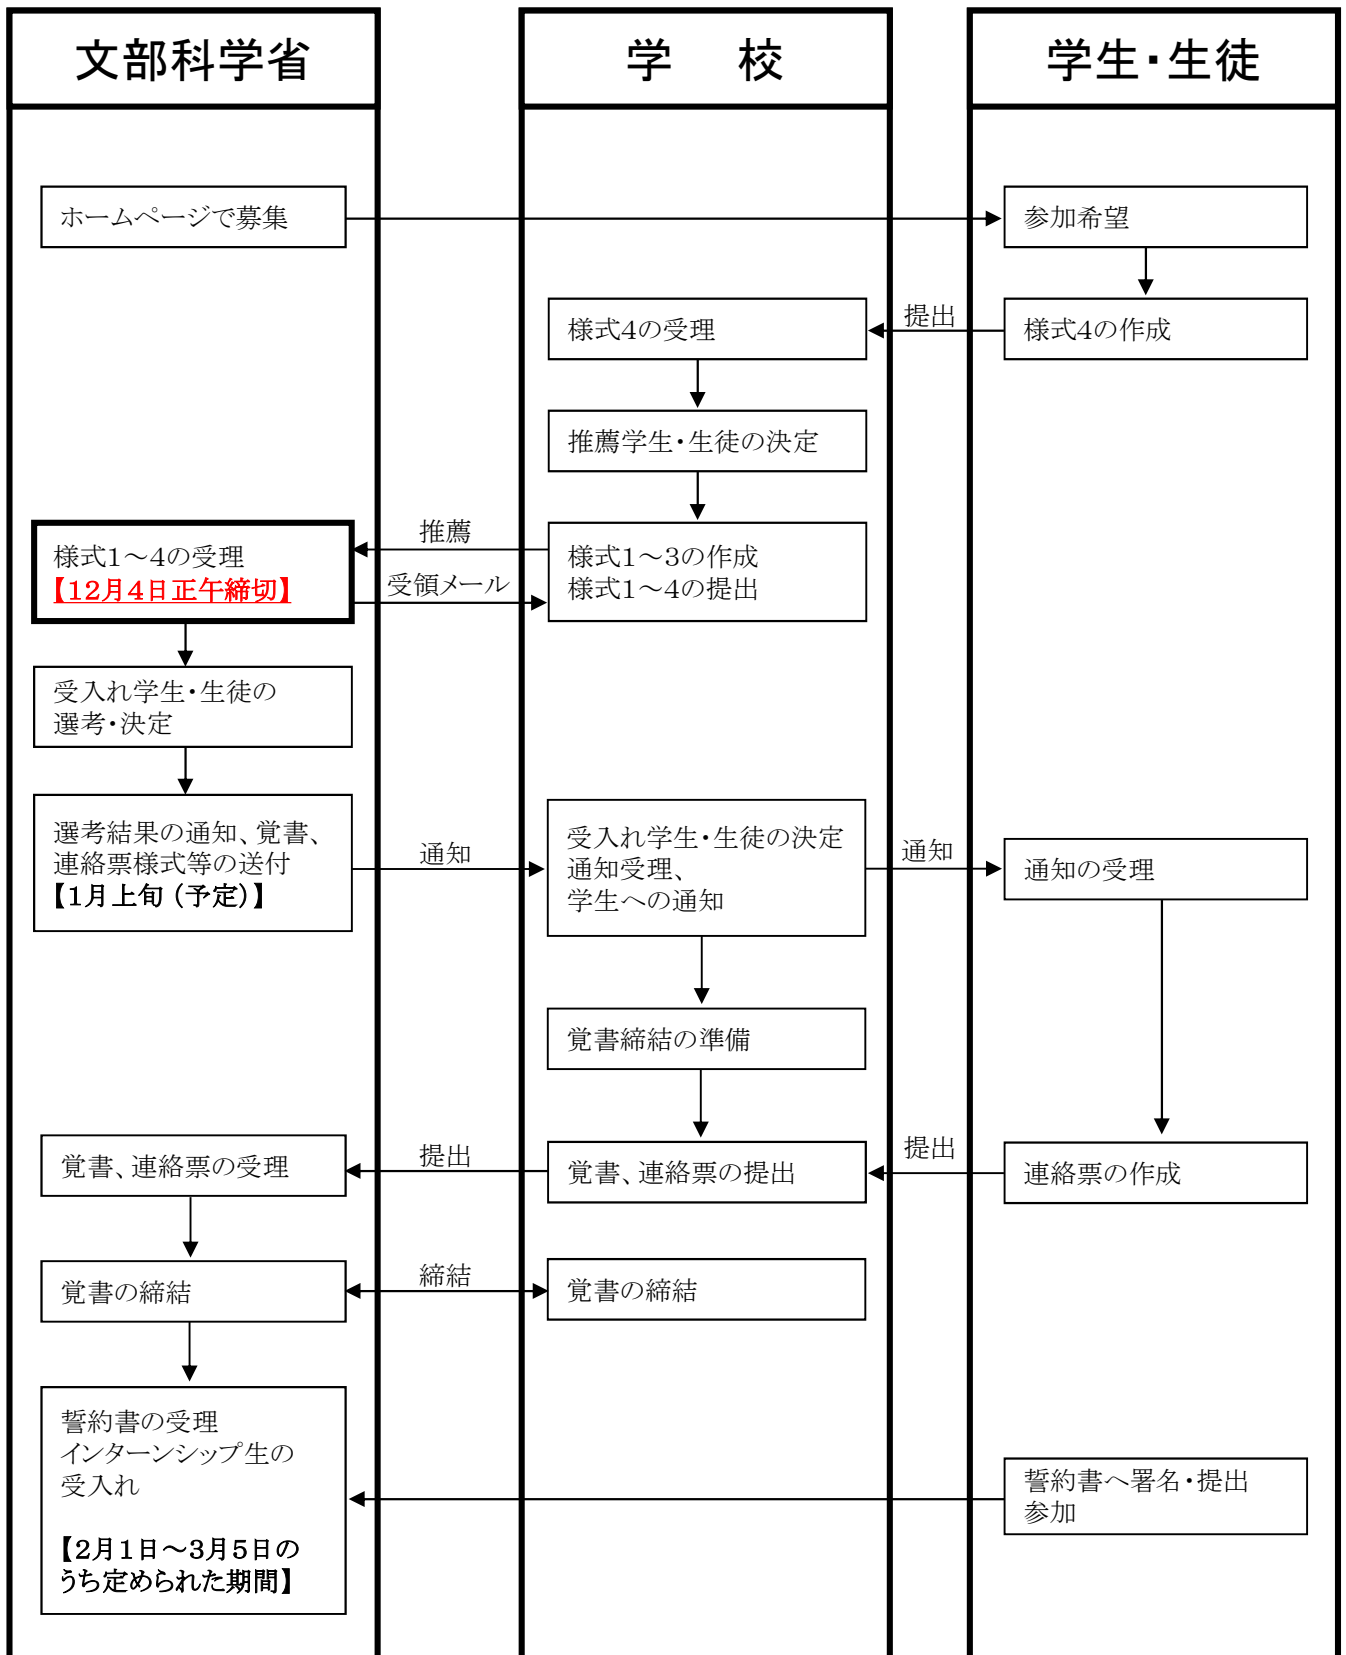 文部科学省
学　校
学生・生徒
ホームページで募集
参加希望
提出
様式4の受理
様式4の作成
推薦学生・生徒の決定
推薦
様式1～4の受理
【12月4日正午締切】
受領メール
様式1～3の作成
様式1～4の提出
受入れ学生・生徒の
選考・決定
選考結果の通知、覚書、
連絡票様式等の送付
【1月上旬（予定）】
通知
受入れ学生・生徒の決定
通知受理、
学生への通知
通知
通知の受理
覚書締結の準備
覚書、連絡票の受理
提出
覚書、連絡票の提出
提出
連絡票の作成
覚書の締結
締結
覚書の締結
誓約書の受理
インターンシップ生の
受入れ
【2月1日～3月5日の
うち定められた期間】
誓約書へ署名・提出
参加